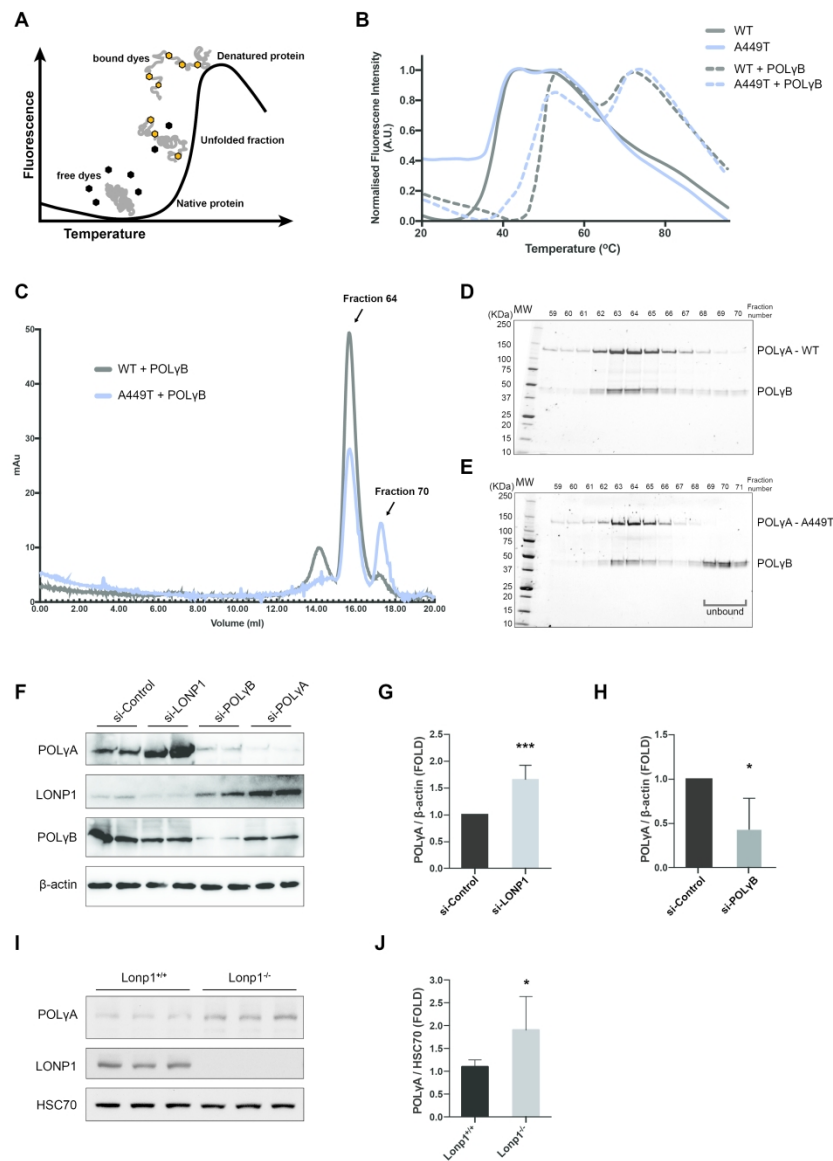 A
Fluorescence
bound dyes
Denatured protein
Unfolded fraction
free dyes
Native protein
Temperature
B
WT
A449T
WT + POLγB
A449T + POLγB
Normalised Fluorescene Intensity
(A.U.)
1.0
0.8
0.6
0.4
0.2
0.0
20 40 60 80
Temperature (ºC)
C
Fraction 64
WT + POLγB
A449T + POLγB
Fraction 70
mAu
50
40
30
20
10
0
0.00 2.00 4.00 6.00 8.00 10.00 12.00 14.00 16.00 18.00 20.00
Volume (ml)
D
(KDa) MW 59 60 61 62 63 64 65 66 67 68 69 70 Fraction
number
250
150
100
75
50
37
25
20
15
10
POLγA - WT
POLγB
E
(KDa) MW 59 60 61 62 63 64 65 66 67 68 69 70 71 Fraction
number
250
150
100
75
50
37
25
20
15
10
POLγA - A449T
POLγB
unbound
F
si-Control si-LONP1 si-POLγB si-POLγA
POLγA
LONP1
POLγB
β-actin
G
POLγA / β-actin (FOLD)
2.5
2.0
1.5
1.0
0.5
0.0
***
si-Control si-LONP1
H
POLγA / β-actin (FOLD)
1.5
1.0
0.5
0.0
*
si-Control si-POLγB
I
Lonp1+/+ Lonp1-/-
POLγA
LONP1
HSC70
J
POLγA / HSC70 (FOLD)
3.0
2.5
2.0
1.5
1.0
0.5
0.0
*
Lonp1+/+ Lonp1-/-